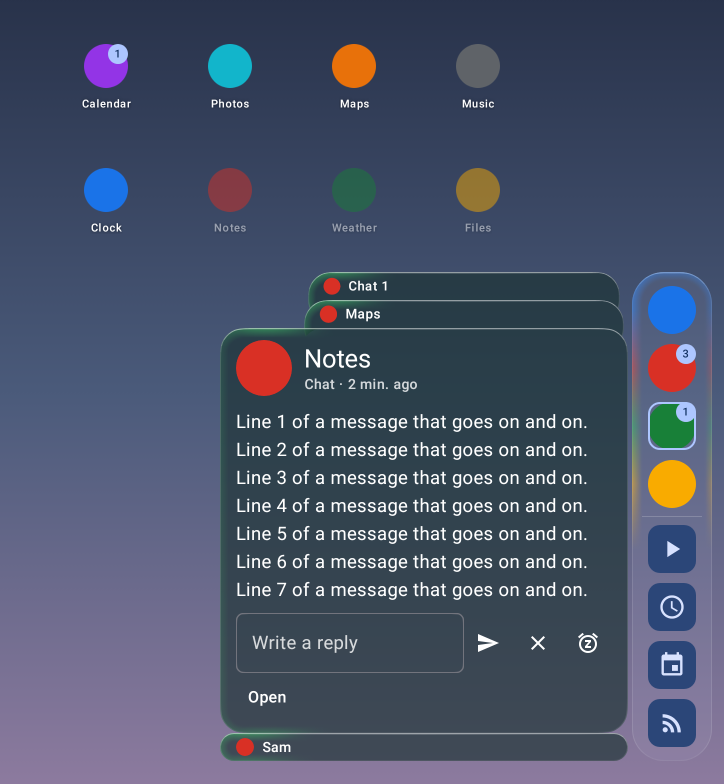 1
Calendar
Photos
Maps
Music
Clock
Notes
Weather
Files
Chat 1
Maps
Notes
Chat · 2 min. ago
Line 1 of a message that goes on and on.
Line 2 of a message that goes on and on.
Line 3 of a message that goes on and on.
Line 4 of a message that goes on and on.
Line 5 of a message that goes on and on.
Line 6 of a message that goes on and on.
Line 7 of a message that goes on and on.
Write a reply
Open
Sam
3
1